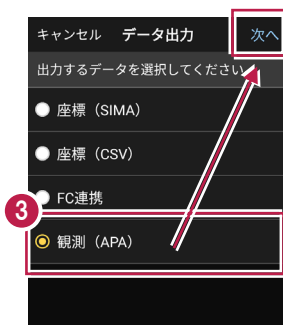 キャンセル データ出力 次へ
出力するデータを選択してください
座標（SIMA）
座標（CSV）
FC連携
3
観測（APA）